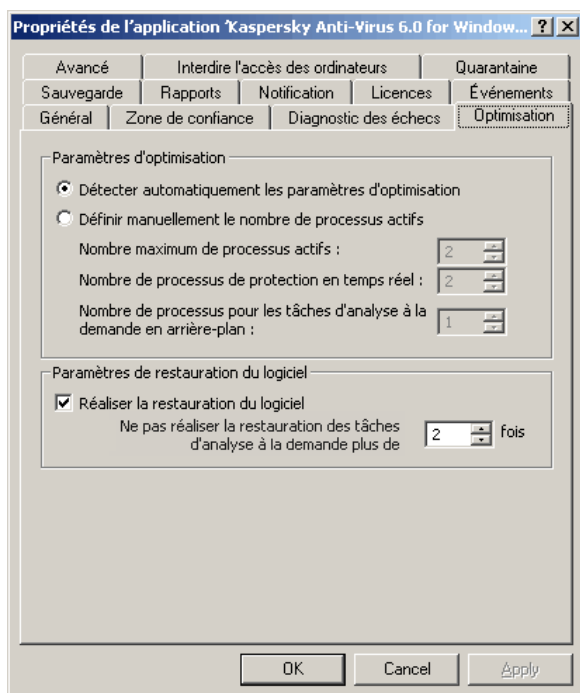 Propriétés de l'application 'Kaspersky Anti-Virus 6.0 for Window...
Avancé Interdire l'accès des ordinateurs Quarantaine
Sauvegarde Rapports Notification Licences Événements
Général Zone de confiance Diagnostic des échecs Optimisation
Paramètres d'optimisation
Détecter automatiquement les paramètres d'optimisation
Définir manuellement le nombre de processus actifs
Nombre maximum de processus actifs : 2
Nombre de processus de protection en temps réel : 2
Nombre de processus pour les tâches d'analyse à la
demande en arrière-plan : 1
Paramètres de restauration du logiciel
Réaliser la restauration du logiciel
Ne pas réaliser la restauration des tâches
d'analyse à la demande plus de 2 fois
OK Cancel Apply